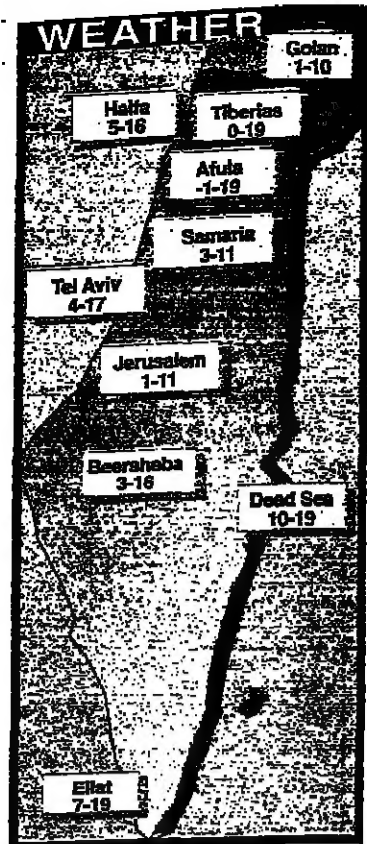 WEATHER
Golan
1-10
Haifa
5-16
Tiberias
0-19
Afula
-1-19
Samaria
3-11
Tel Aviv
4-17
Jerusalem
1-11
Beersheba
3-16
Dead Sea
10-19
Eilat
7-19